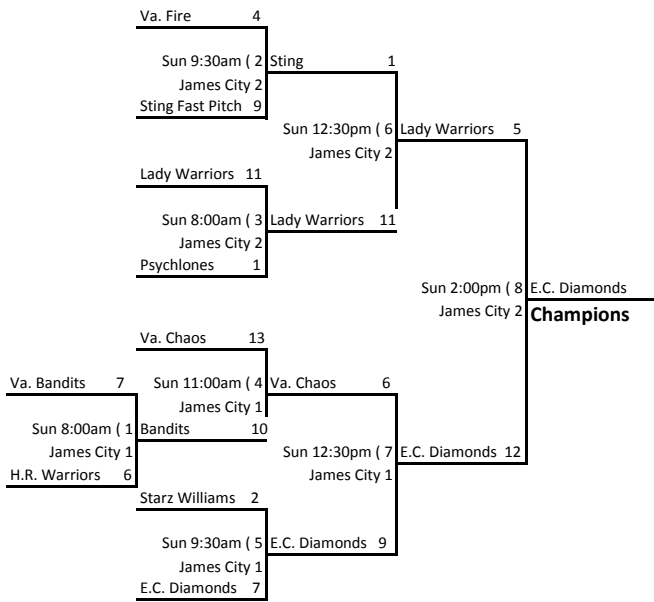 Va. Fire 4
Sun 9:30am ( 2 Sting 1
James City 2
Sting Fast Pitch 9
Sun 12:30pm ( 6 Lady Warriors 5
James City 2
Lady Warriors 11
Sun 8:00am ( 3 Lady Warriors 11
James City 2
Psychlones 1
Sun 2:00pm ( 8 E.C. Diamonds
James City 2 Champions
Va. Chaos 13
Va. Bandits 7 Sun 11:00am ( 4 Va. Chaos 6
James City 1
Sun 8:00am ( 1 Bandits 10
James City 1 Sun 12:30pm ( 7 E.C. Diamonds 12
H.R. Warriors 6 James City 1
Starz Williams 2
Sun 9:30am ( 5 E.C. Diamonds 9
James City 1
E.C. Diamonds 7